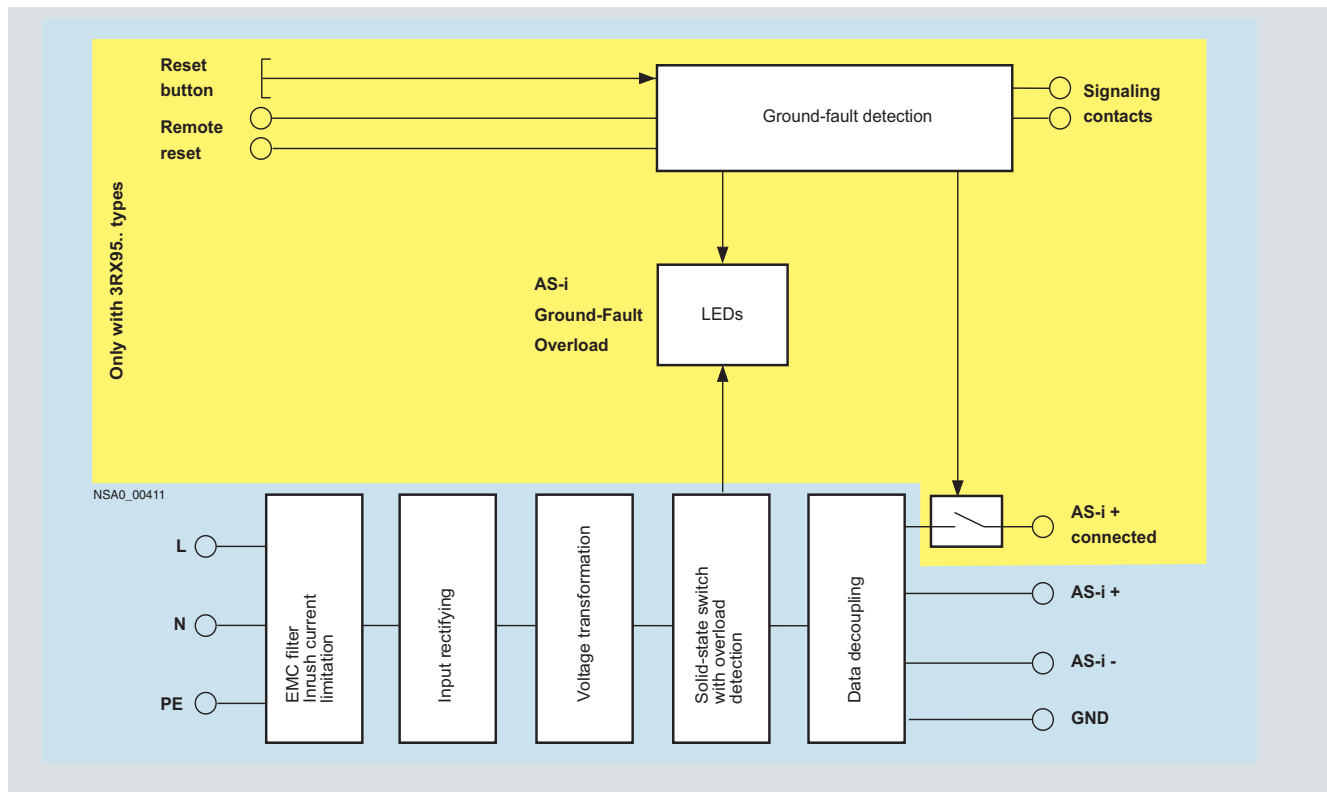 Reset
button
Remote
reset
Ground-fault detection
Signaling
contacts
Only with 3RX95.. types
AS-i
Ground-Fault
Overload
LEDs
NSA0_00411
L
N
PE
EMC filter
Inrush current
limitation
Input rectifying
Voltage transformation
Solid-state switch
with overload
detection
Data decoupling
AS-i +
connected
AS-i +
AS-i -
GND